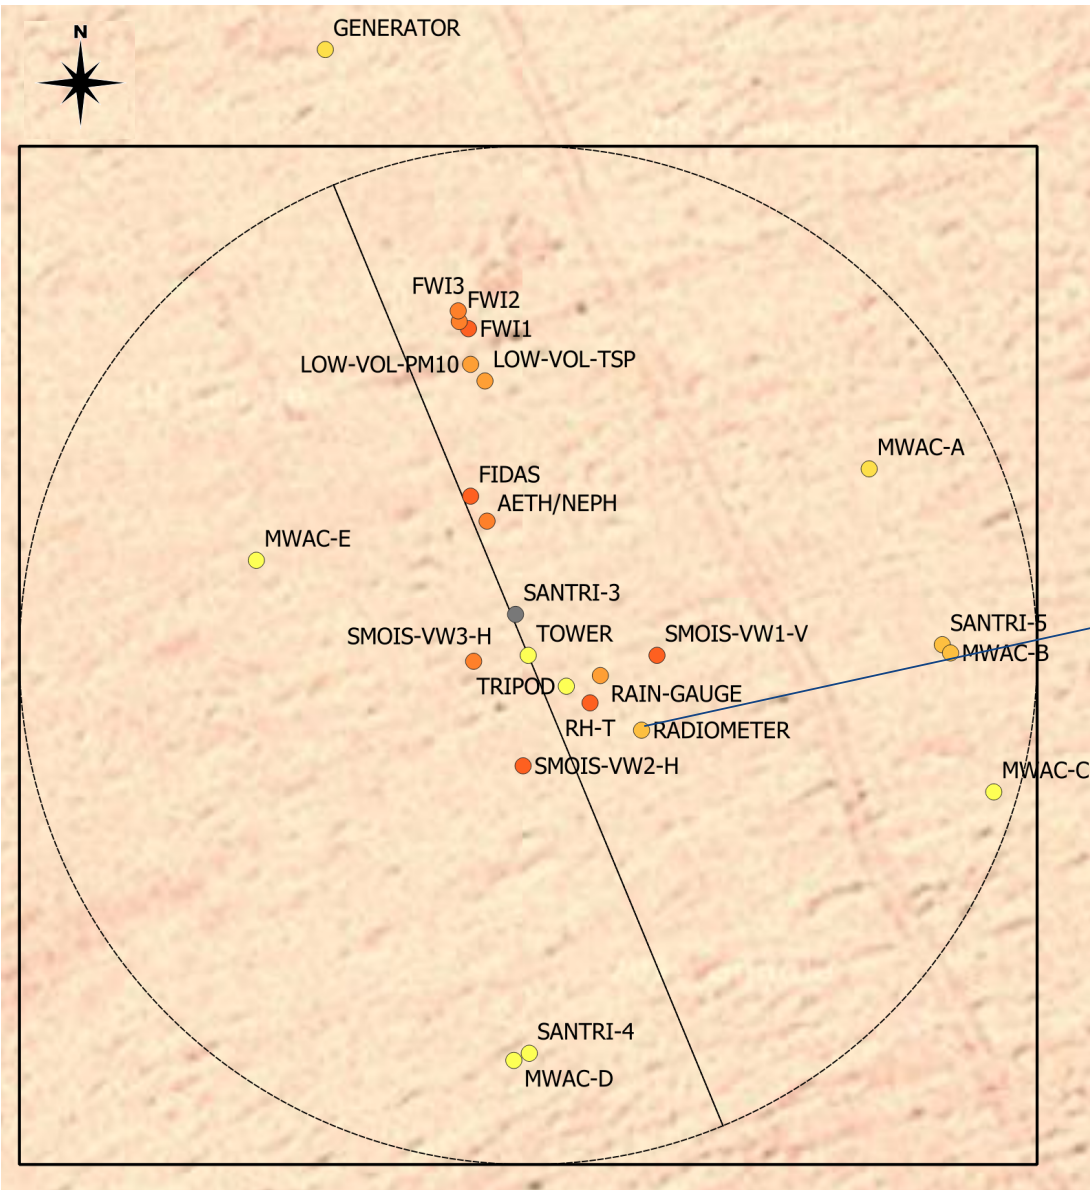 GENERATOR
N
FWI3
FWI2
FWI1
LOW-VOL-PM10
LOW-VOL-TSP
MWAC-A
FIDAS
AETH/NEPH
MWAC-E
SANTRI-3
SMOIS-VW3-H
TOWER
SMOIS-VW1-V
SANTRI-5
MWAC-B
TRIPOD
RAIN-GAUGE
RH-T
RADIOMETER
SMOIS-VW2-H
MWAC-C
SANTRI-4
MWAC-D